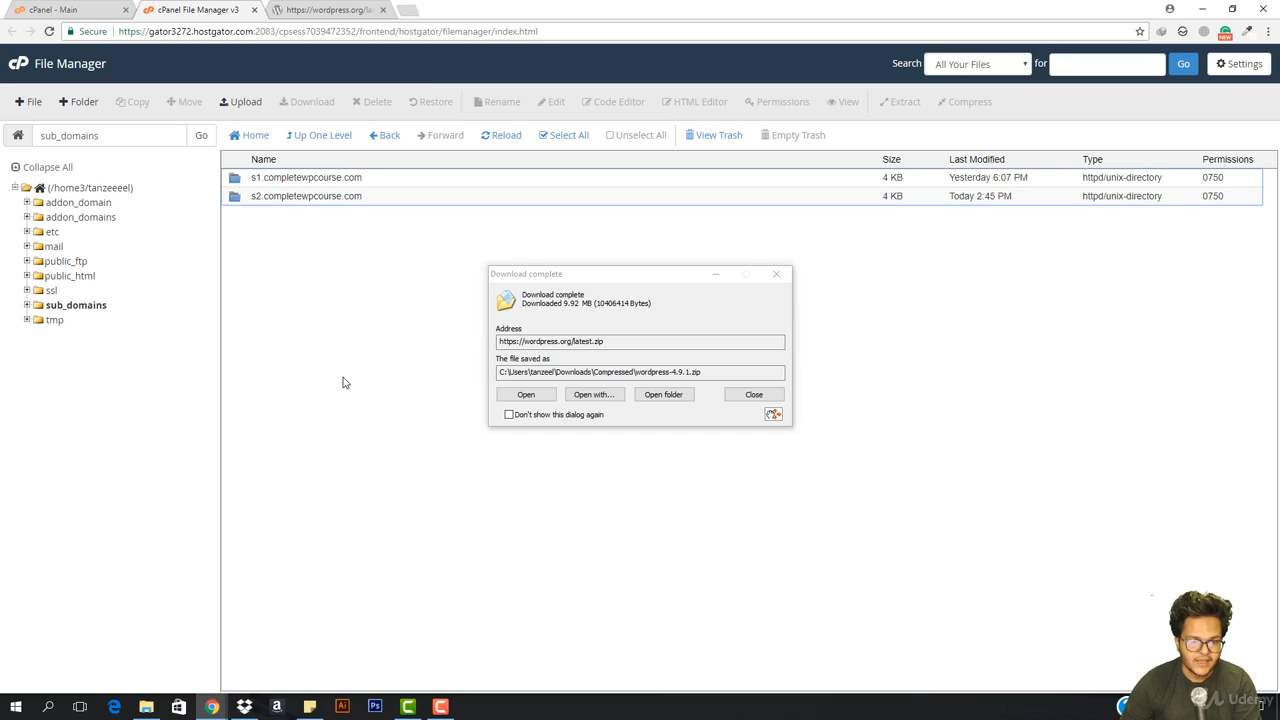 cPanel - Main
cPanel File Manager v3
https://wordpress.org/lat
Secure
https://gator3272.hostgator.com:2083/cpsess7039472352/frontend/hostgator/filemanager/index.html
NEW
cP File Manager
Search
All Your Files
for
Go
Settings
File
Folder
Copy
Move
Upload
Download
Delete
Restore
Rename
Edit
Code Editor
HTML Editor
Permissions
View
Extract
Compress
sub_domains
Go
Home
Up One Level
Back
Forward
Reload
Select All
Unselect All
View Trash
Empty Trash
Collapse All
(/home3/tanzeeel)
addon_domain
addon_domains
etc
mail
public_ftp
public_html
ssl
sub_domains
tmp
Name Size Last Modified Type Permissions
s1.completewpcourse.com 4 KB Yesterday 6:07 PM httpd/unix-directory 0750
s2.completewpcourse.com 4 KB Today 2:45 PM httpd/unix-directory 0750
Download complete
Download complete
Downloaded 9.92 MB (10406414 Bytes)
Address
https://wordpress.org/latest.zip
The file saved as
C:\Users\tanzeel\Downloads\Compressed\wordpress-4.9.1.zip
Open
Open with...
Open folder
Close
Don't show this dialog again
Ai
Ps
Udemy